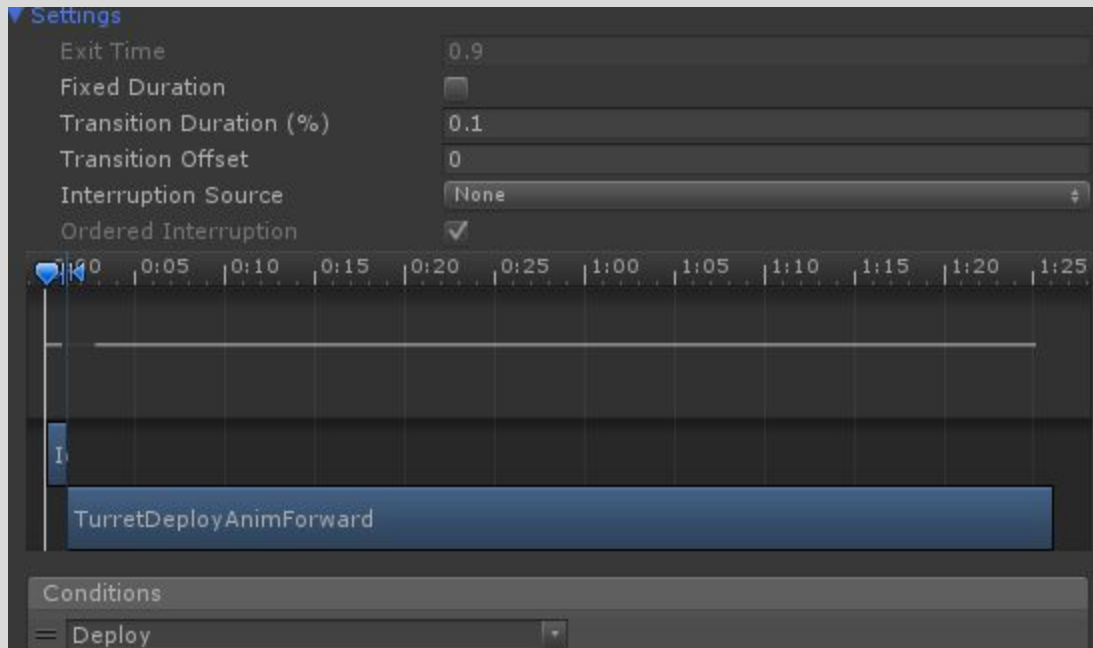 Settings
Exit Time 0.9
Fixed Duration
Transition Duration (%) 0.1
Transition Offset 0
Interruption Source None
Ordered Interruption
0:05 0:10 0:15 0:20 0:25 1:00 1:05 1:10 1:15 1:20 1:25
TurretDeployAnimForward
Conditions
Deploy